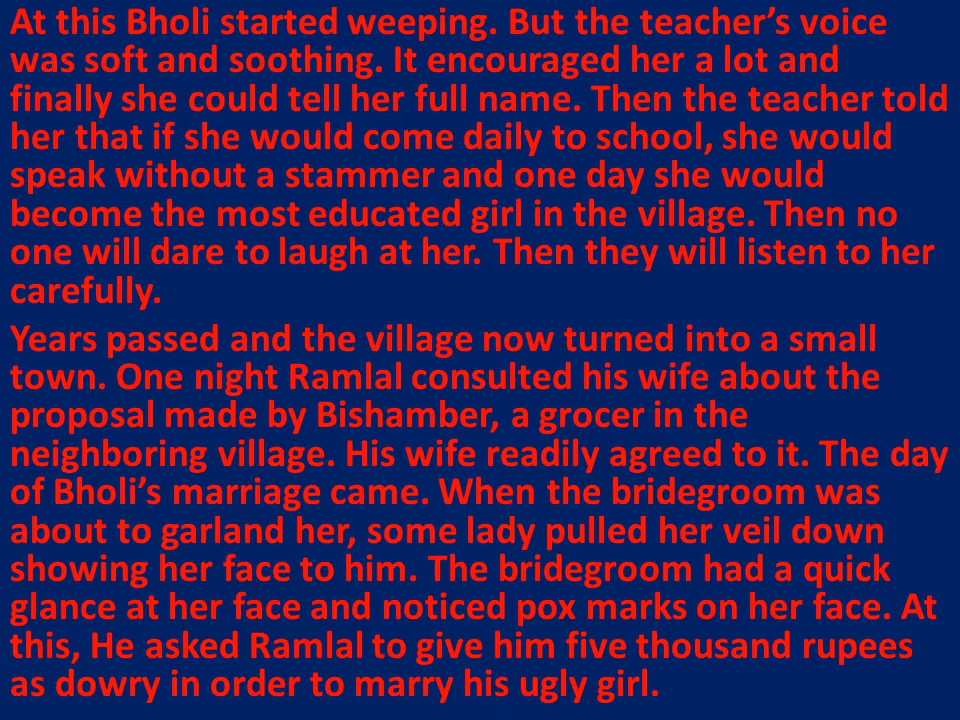 At this Bholi started weeping. But the teacher’s voice
was soft and soothing. It encouraged her a lot and
finally she could tell her full name. Then the teacher told
her that if she would come daily to school, she would
speak without a stammer and one day she would
become the most educated girl in the village. Then no
one will dare to laugh at her. Then they will listen to her
carefully.
Years passed and the village now turned into a small
town. One night Ramlal consulted his wife about the
proposal made by Bishamber, a grocer in the
neighboring village. His wife readily agreed to it. The day
of Bholi’s marriage came. When the bridegroom was
about to garland her, some lady pulled her veil down
showing her face to him. The bridegroom had a quick
glance at her face and noticed pox marks on her face. At
this, He asked Ramlal to give him five thousand rupees
as dowry in order to marry his ugly girl.